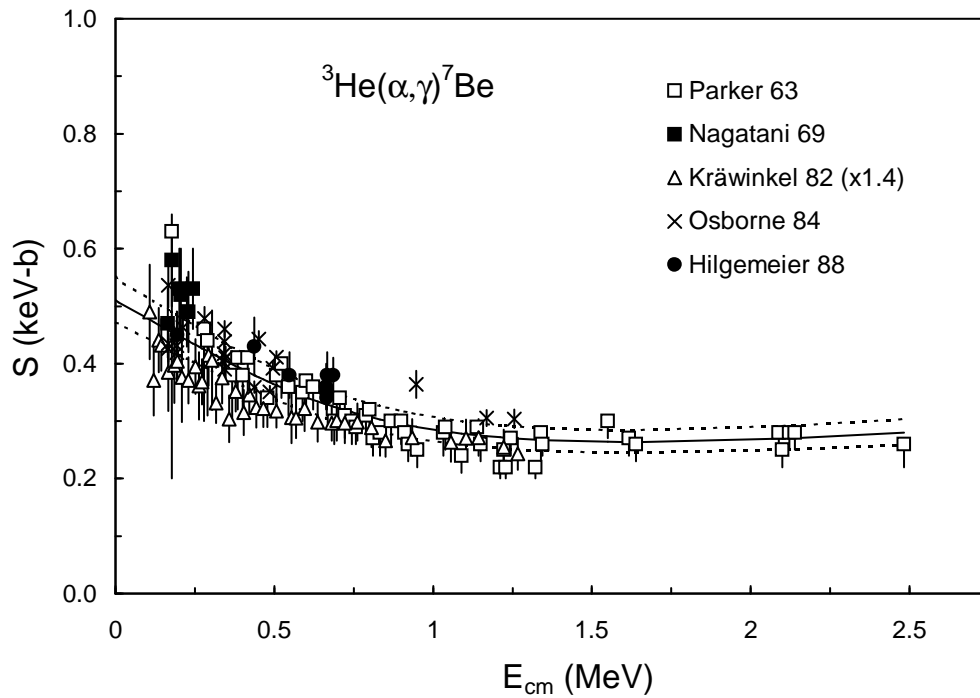 1.0
0.8
0.6
0.4
0.2
0.0
S (keV-b)
³He(α,γ)⁷Be
Parker 63
Nagatani 69
Kräwinkel 82 (x1.4)
Osborne 84
Hilgemeier 88
0 0.5 1 1.5 2 2.5
E_cm (MeV)